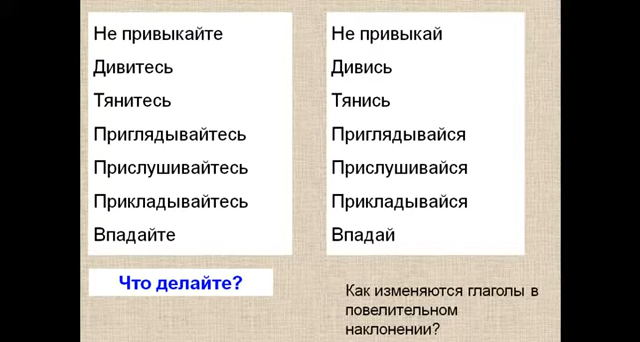 Не привыкайте
Дивитесь
Тянитесь
Приглядывайтесь
Прислушивайтесь
Прикладывайтесь
Впадайте
Что делайте?
Не привыкай
Дивись
Тянись
Приглядывайся
Прислушивайся
Прикладывайся
Впадай
Как изменяются глаголы в
повелительном
наклонении?